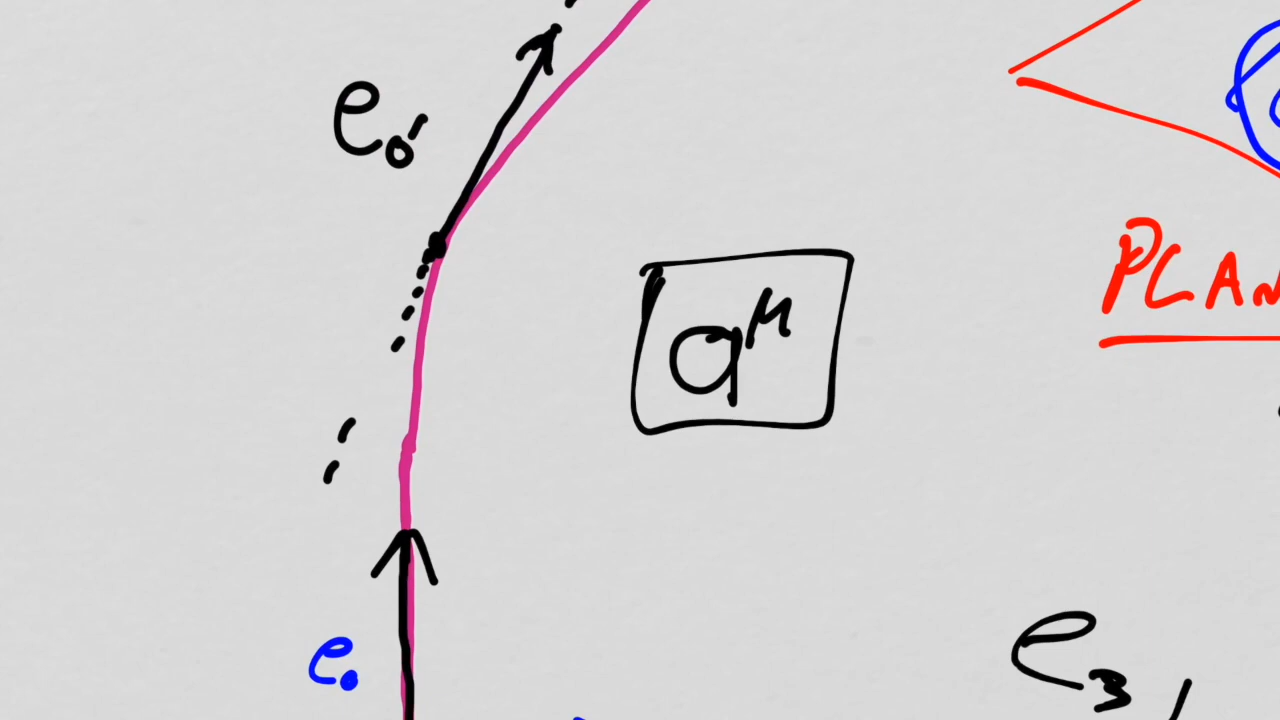 e₀′
a^μ
PLAN
e₀
e₃